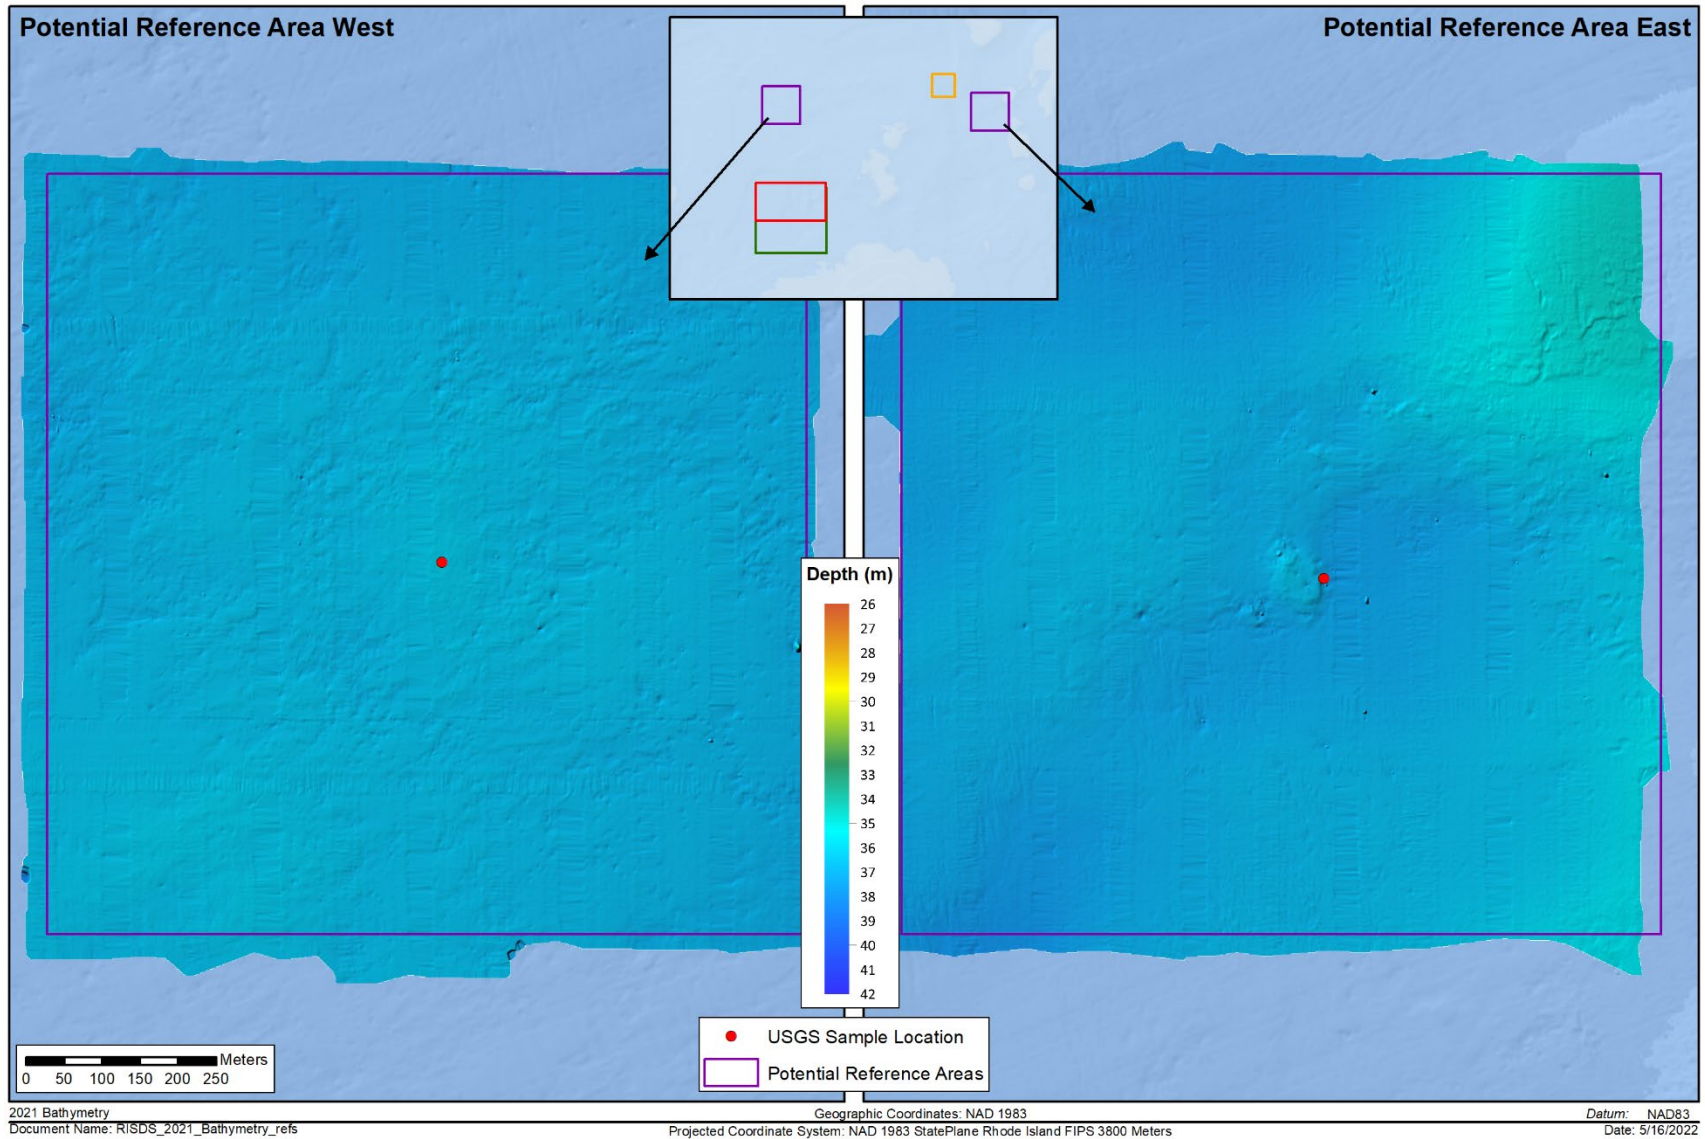 Potential Reference Area West
Potential Reference Area East
Depth (m)
26
27
28
29
30
31
32
33
34
35
36
37
38
39
40
41
42
USGS Sample Location
Potential Reference Areas
Meters
0 50 100 150 200 250
2021 Bathymetry
Geographic Coordinates: NAD 1983
Datum: NAD83
Document Name: RISDS_2021_Bathymetry_refs
Projected Coordinate System: NAD 1983 StatePlane Rhode Island FIPS 3800 Meters
Date: 5/16/2022